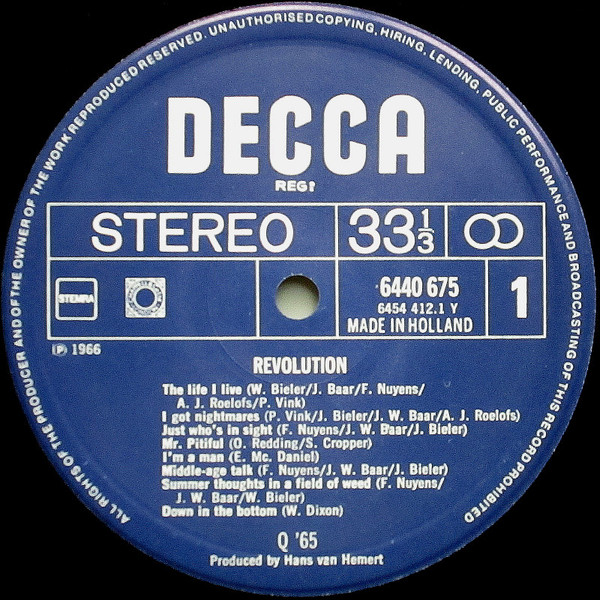 ALL RIGHTS OF THE PRODUCER AND OF THE OWNER OF THE WORK REPRODUCED RESERVED. UNAUTHORISED COPYING, HIRING, LENDING, PUBLIC PERFORMANCE AND BROADCASTING OF THIS RECORD PROHIBITED
DECCA
REGT
STEREO 33⅓
STEMRA
6440 675
6454 412.1 Y
MADE IN HOLLAND
1
Ⓟ 1966
REVOLUTION
The life I live (W. Bieler/J. Baar/F. Nuyens/
A. J. Roelofs/P. Vink)
I got nightmares (P. Vink/J. Bieler/J. W. Baar/A. J. Roelofs)
Just who's in sight (F. Nuyens/J. W. Baar/J. Bieler)
Mr. Pitiful (O. Redding/S. Cropper)
I'm a man (E. Mc. Daniel)
Middle-age talk (F. Nuyens/J. W. Baar/J. Bieler)
Summer thoughts in a field of weed (F. Nuyens/
J. W. Baar/W. Bieler)
Down in the bottom (W. Dixon)
Q '65
Produced by Hans van Hemert